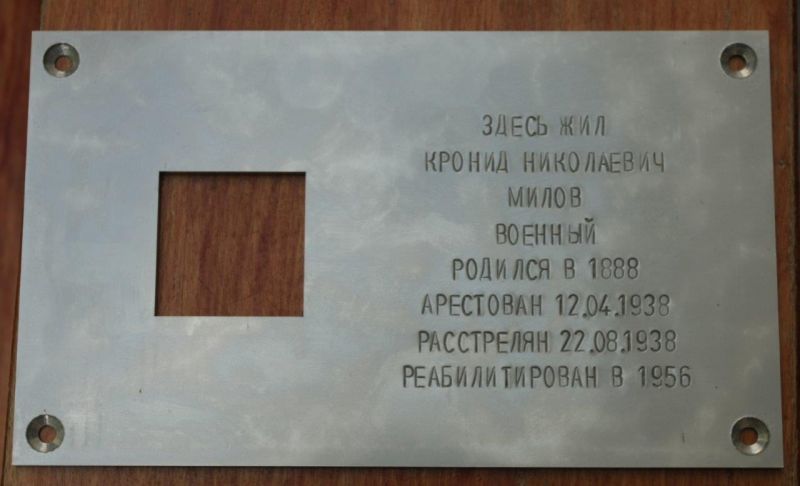 ЗДЕСЬ ЖИЛ
КРОНИД НИКОЛАЕВИЧ
МИЛОВ
ВОЕННЫЙ
РОДИЛСЯ В 1888
АРЕСТОВАН 12.04.1938
РАССТРЕЛЯН 22.08.1938
РЕАБИЛИТИРОВАН В 1956